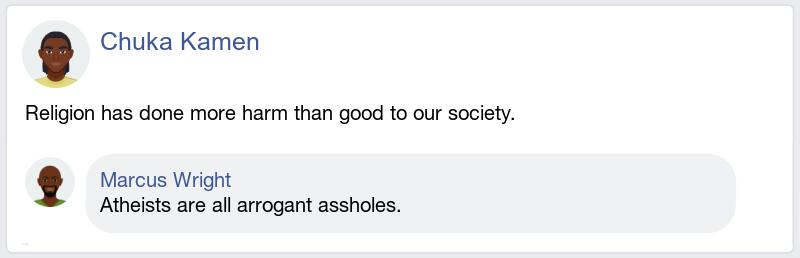 Chuka Kamen
Religion has done more harm than good to our society.
Marcus Wright
Atheists are all arrogant assholes.